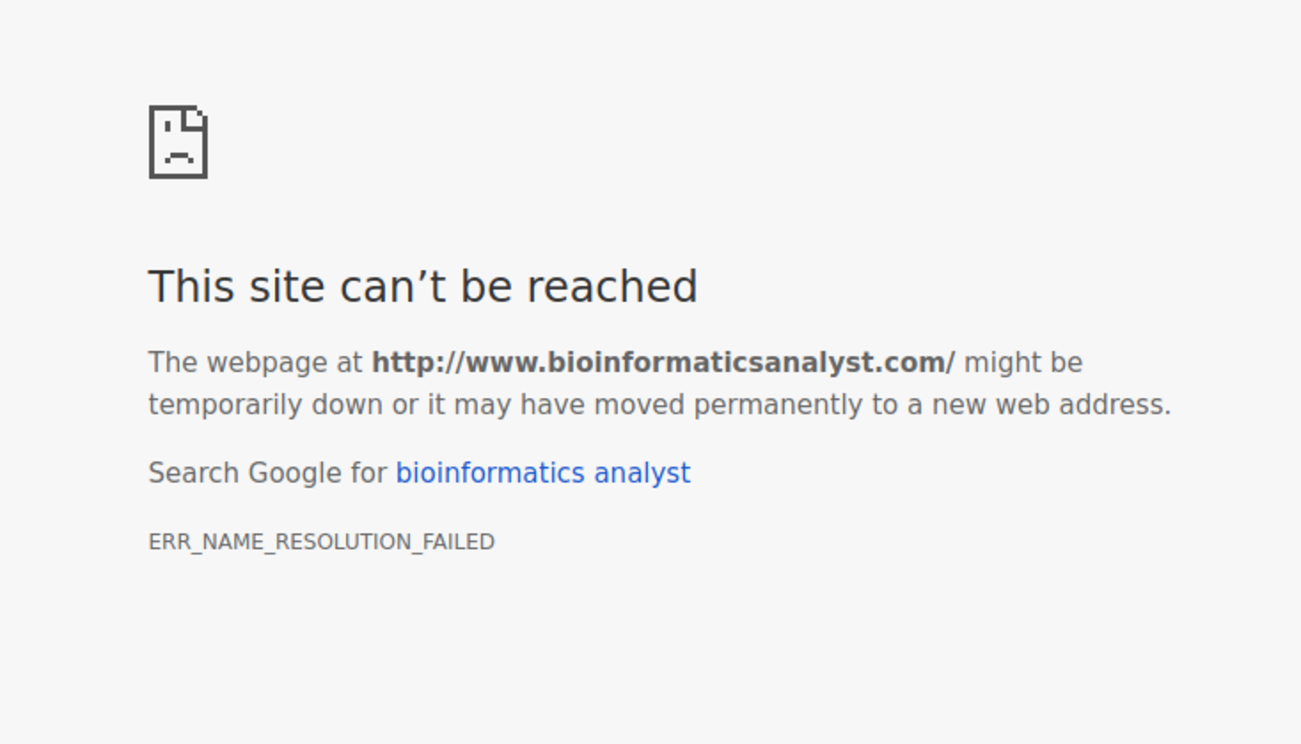 This site can’t be reached
The webpage at http://www.bioinformaticsanalyst.com/ might be
temporarily down or it may have moved permanently to a new web address.
Search Google for bioinformatics analyst
ERR_NAME_RESOLUTION_FAILED